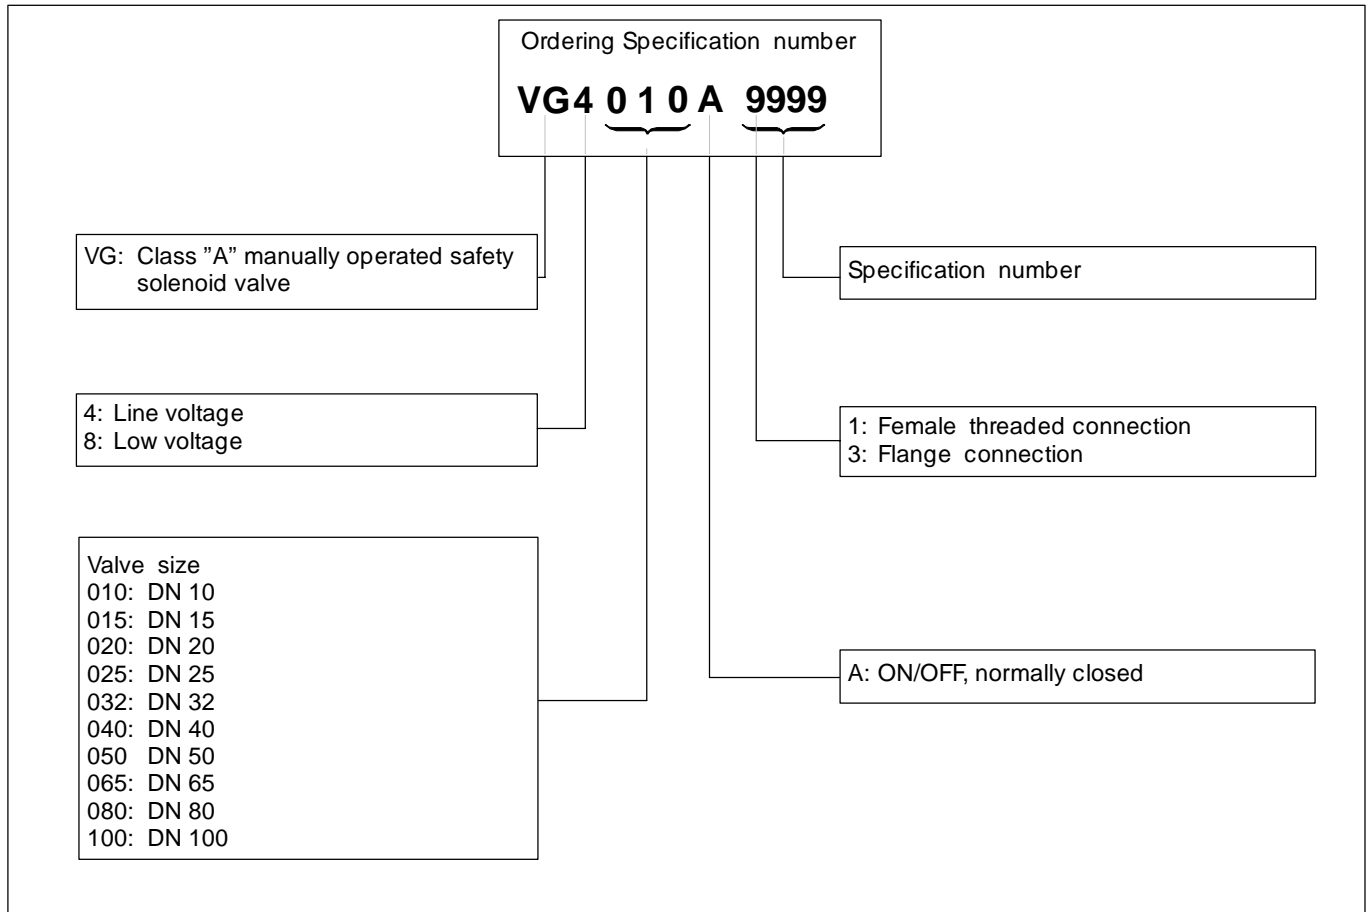 Ordering Specification number
VG4 0 1 0 A 9999
VG: Class ”A” manually operated safety
solenoid valve
4: Line voltage
8: Low voltage
Valve size
010: DN 10
015: DN 15
020: DN 20
025: DN 25
032: DN 32
040: DN 40
050 DN 50
065: DN 65
080: DN 80
100: DN 100
Specification number
1: Female threaded connection
3: Flange connection
A: ON/OFF, normally closed